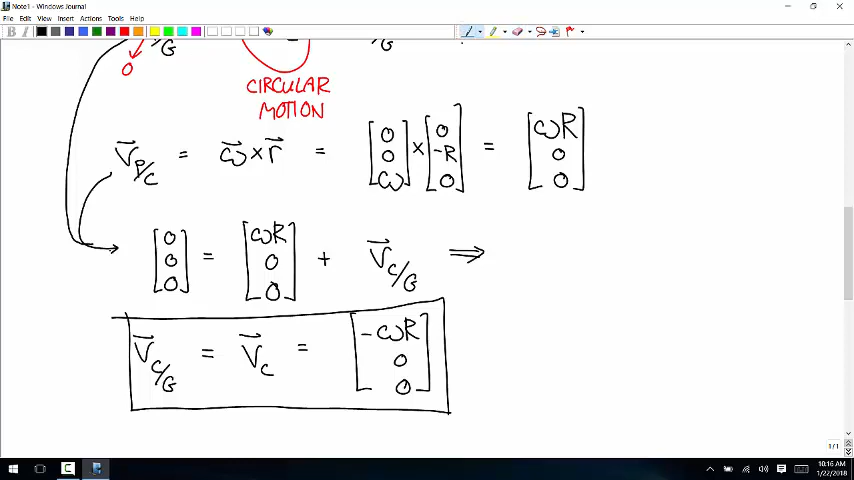 Note1 - Windows Journal
File Edit View Insert Actions Tools Help
B
P/G
C/G
0
CIRCULAR
MOTION
V⃗ P/C = ω⃗ × r⃗ = [0 0 ω] × [0 -R 0] = [ωR 0 0]
[0 0 0] = [ωR 0 0] + V⃗ C/G ⇒
V⃗ C/G = V⃗ C = [-ωR 0 0]
1/1
10:16 AM
1/22/2018